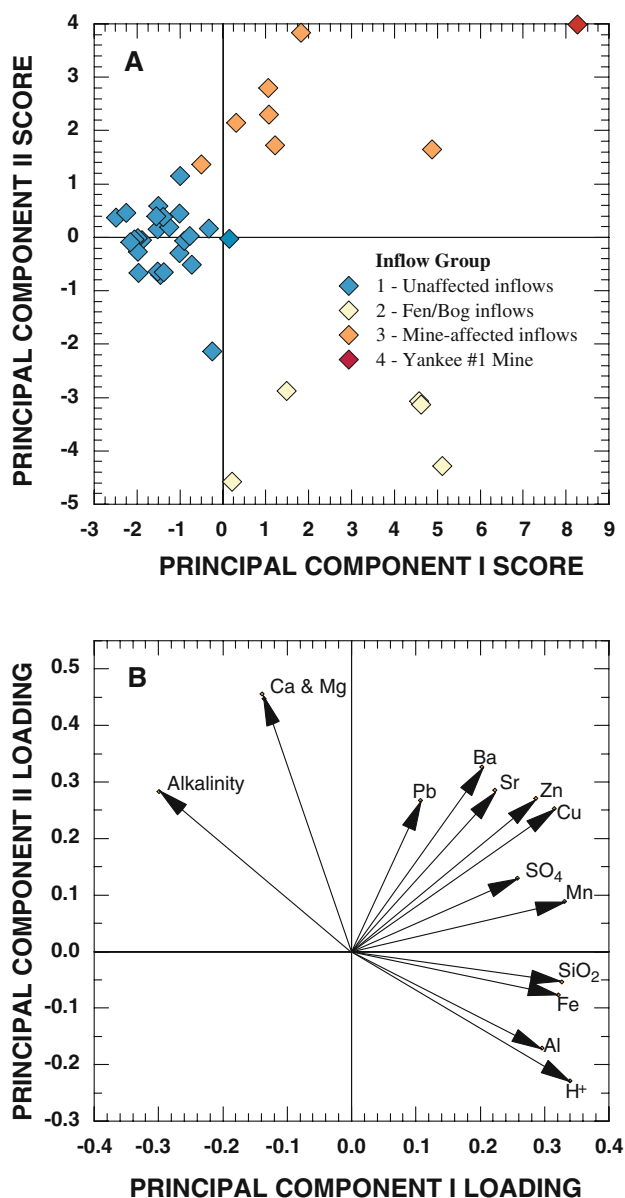 A
PRINCIPAL COMPONENT II SCORE
4
3
2
1
0
-1
-2
-3
-4
-5
Inflow Group
1 - Unaffected inflows
2 - Fen/Bog inflows
3 - Mine-affected inflows
4 - Yankee #1 Mine
-3 -2 -1 0 1 2 3 4 5 6 7 8 9
PRINCIPAL COMPONENT I SCORE
B
PRINCIPAL COMPONENT II LOADING
0.5
0.4
0.3
0.2
0.1
0.0
-0.1
-0.2
-0.3
Ca & Mg
Alkalinity
Pb
Ba
Sr
Zn
Cu
SO4
Mn
SiO2
Fe
Al
H+
-0.4 -0.3 -0.2 -0.1 0.0 0.1 0.2 0.3 0.4
PRINCIPAL COMPONENT I LOADING